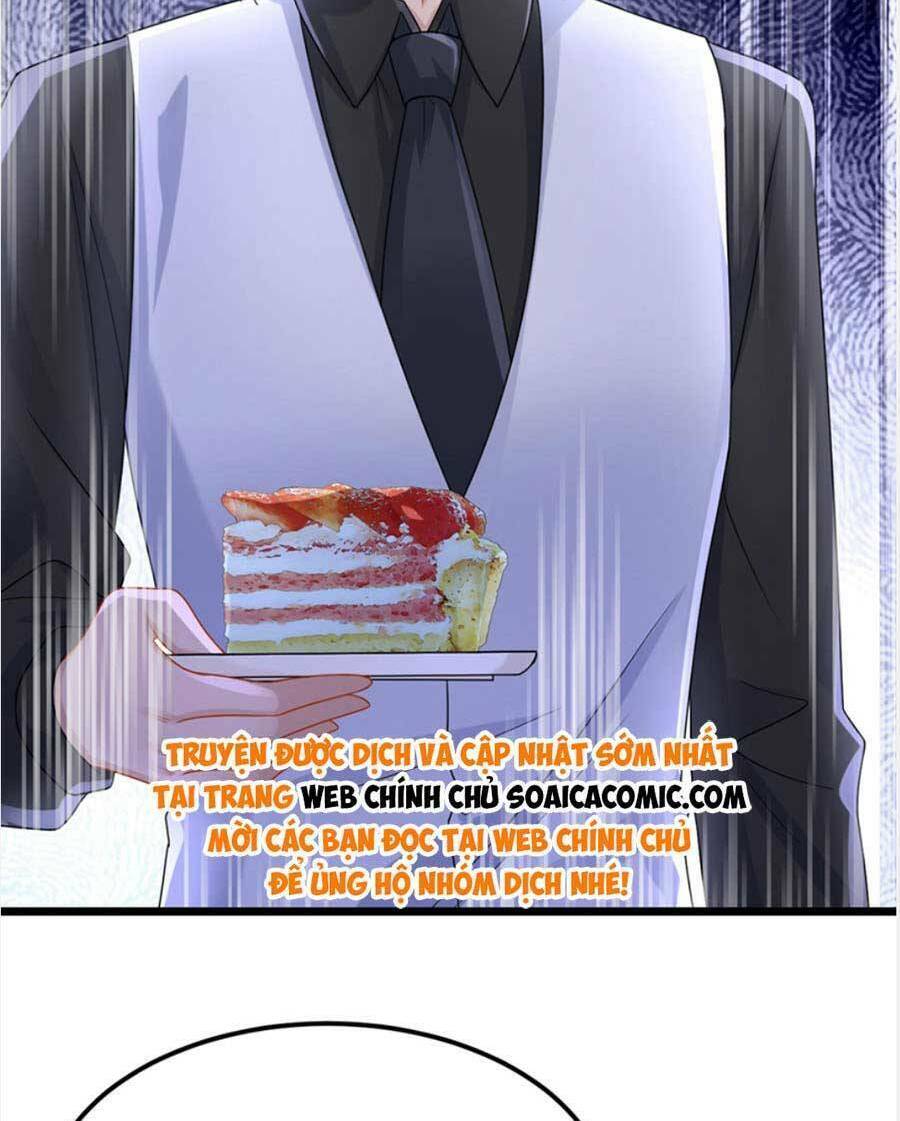 TRUYỆN ĐƯỢC DỊCH VÀ CẬP NHẬT SỚM NHẤT
TẠI TRANG WEB CHÍNH CHỦ SOAICACOMIC.COM
MỜI CÁC BẠN ĐỌC TẠI WEB CHÍNH CHỦ
ĐỂ ỦNG HỘ NHÓM DỊCH NHÉ!